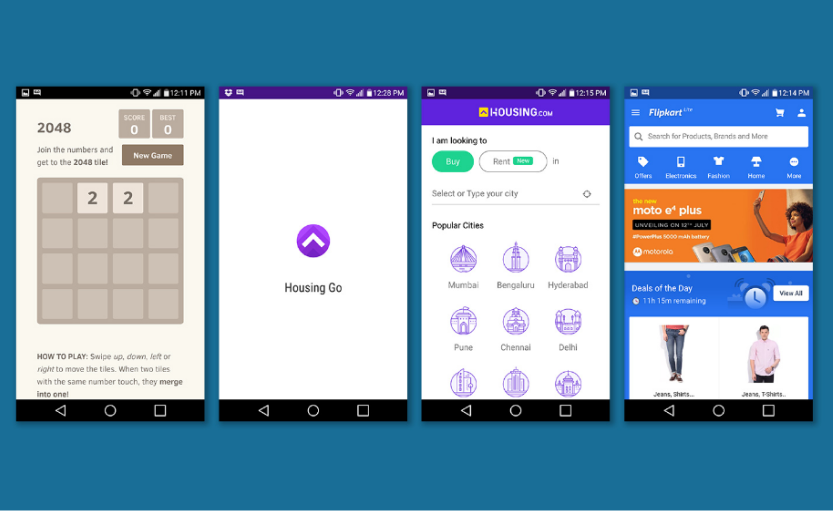 12:11 PM
2048
SCORE
0
BEST
0
Join the numbers and
get to the 2048 tile!
New Game
2 2
HOW TO PLAY: Swipe up, down, left or
right to move the tiles. When two tiles
with the same number touch, they merge
into one!
12:28 PM
Housing Go
12:15 PM
HOUSING.COM
I am looking to
Buy
Rent New in
Select or Type your city
Popular Cities
Mumbai Bengaluru Hyderabad
Pune Chennai Delhi
12:14 PM
Flipkart Lite
Search for Products, Brands and More
Offers Electronics Fashion Home More
the new
moto e4 plus
UNVEILING ON 12TH JULY
#PowerPlus 5000 mAh battery
motorola
Deals of the Day
11h 15m remaining
View All
Jeans, Shirts.. Jeans, T-Shirts..